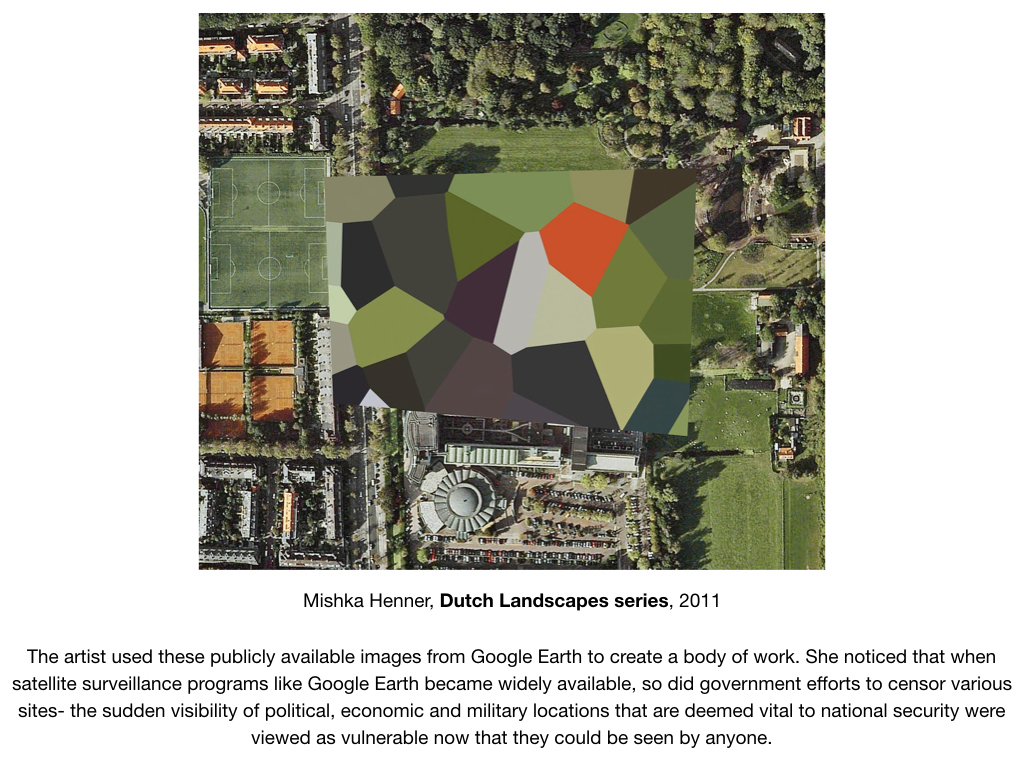 Mishka Henner, Dutch Landscapes series, 2011
The artist used these publicly available images from Google Earth to create a body of work. She noticed that when
satellite surveillance programs like Google Earth became widely available, so did government efforts to censor various
sites- the sudden visibility of political, economic and military locations that are deemed vital to national security were
viewed as vulnerable now that they could be seen by anyone.